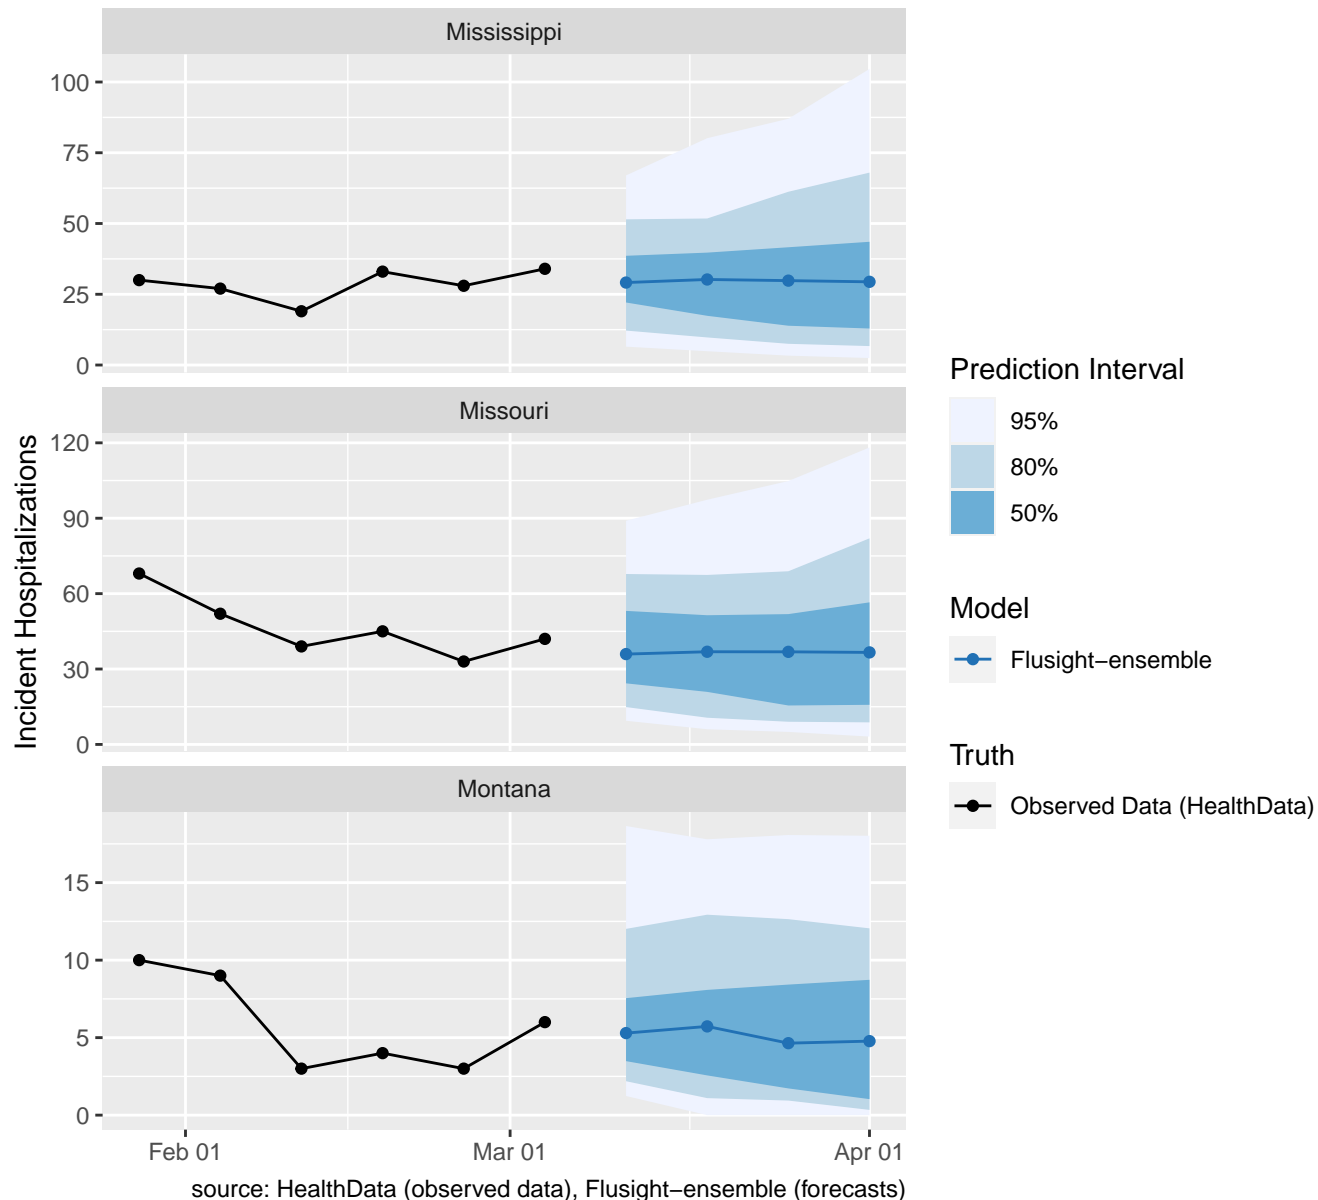 Mississippi
100
75
50
25
0
Missouri
120
90
60
30
0
Montana
15
10
5
0
Feb 01
Mar 01
Apr 01
Incident Hospitalizations
source: HealthData (observed data), Flusight−ensemble (forecasts)
Prediction Interval
95%
80%
50%
Model
Flusight−ensemble
Truth
Observed Data (HealthData)